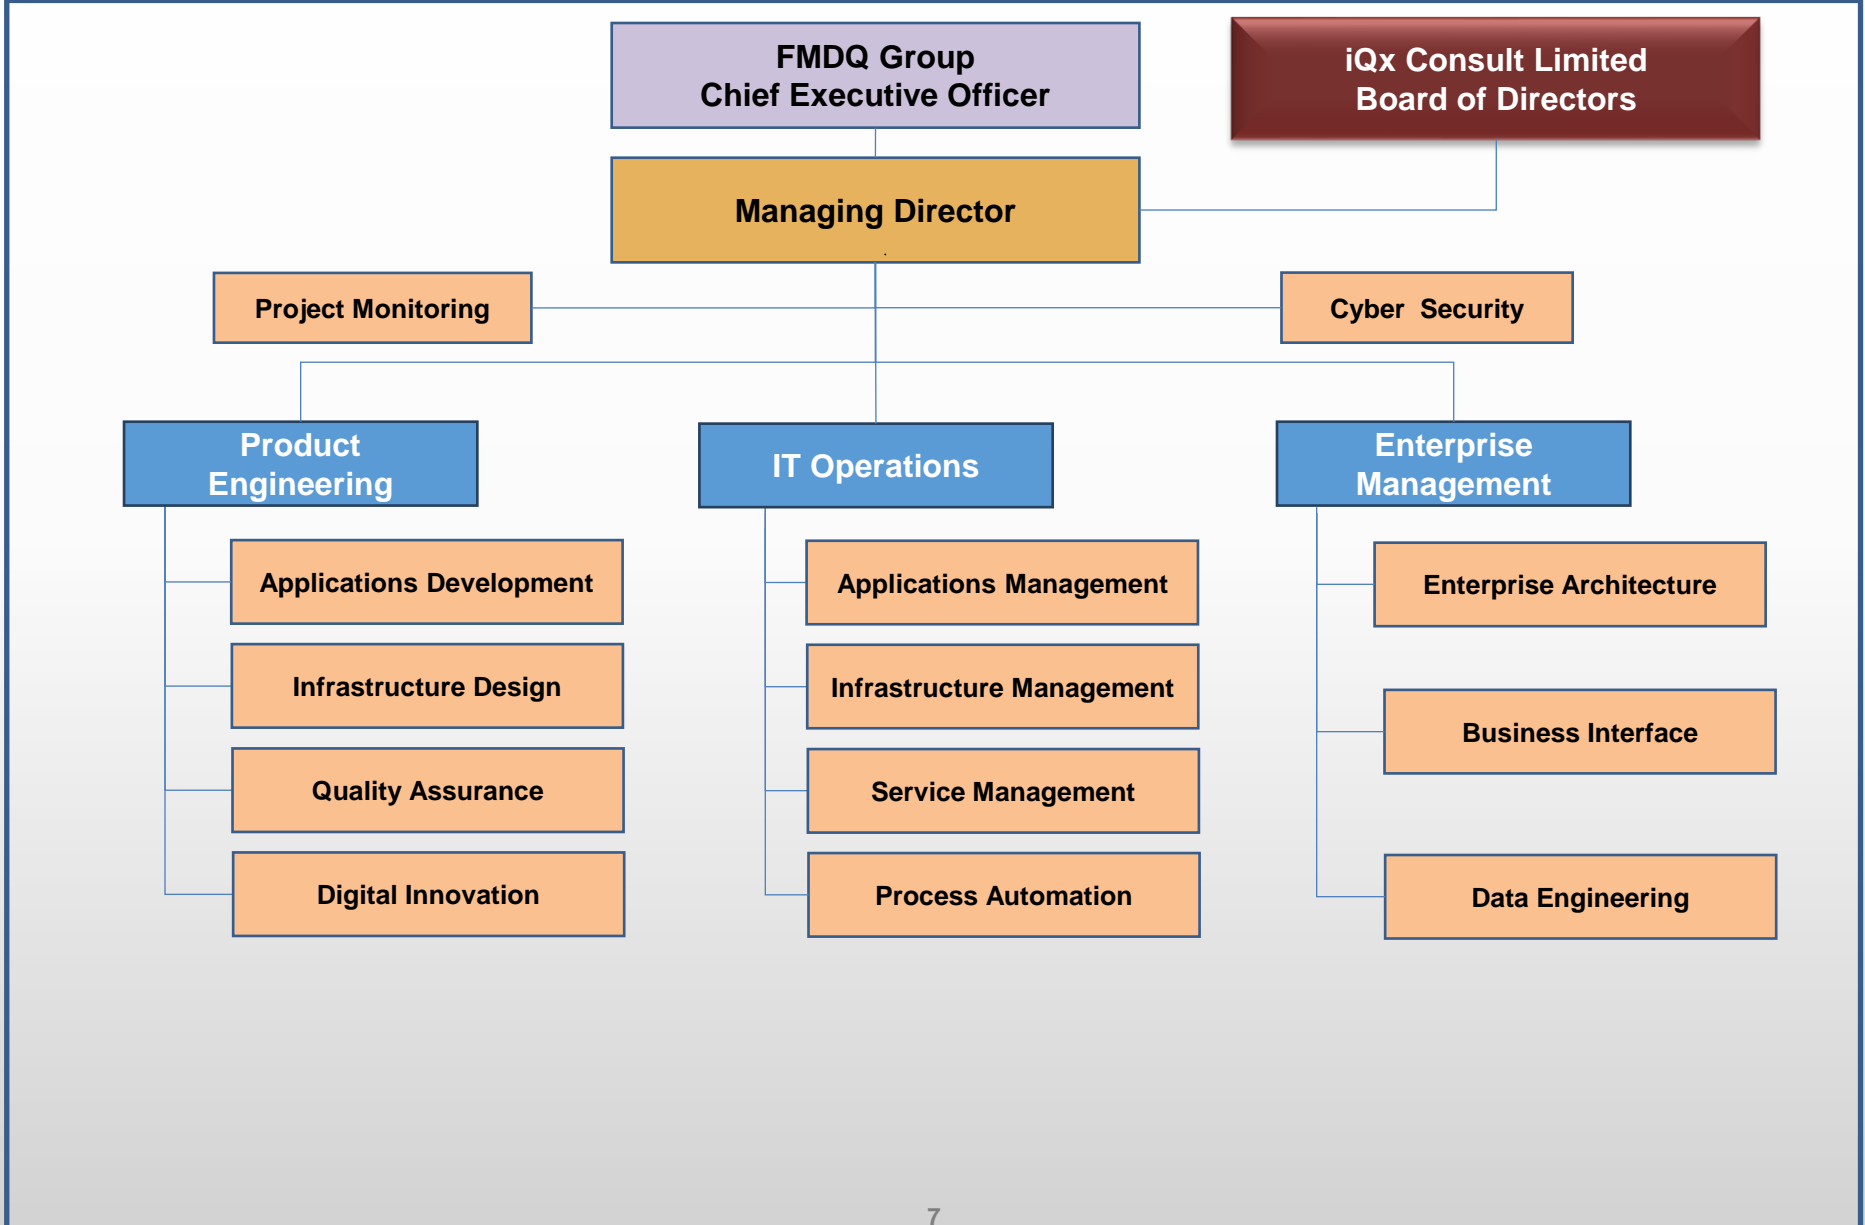 FMDQ Group
Chief Executive Officer
iQx Consult Limited
Board of Directors
Managing Director
.
Project Monitoring
Cyber  Security
Product
Engineering
IT Operations
Enterprise
Management
Applications Development
Infrastructure Design
Quality Assurance
Digital Innovation
Applications Management
Infrastructure Management
Service Management
Process Automation
Enterprise Architecture
Business Interface
Data Engineering
7